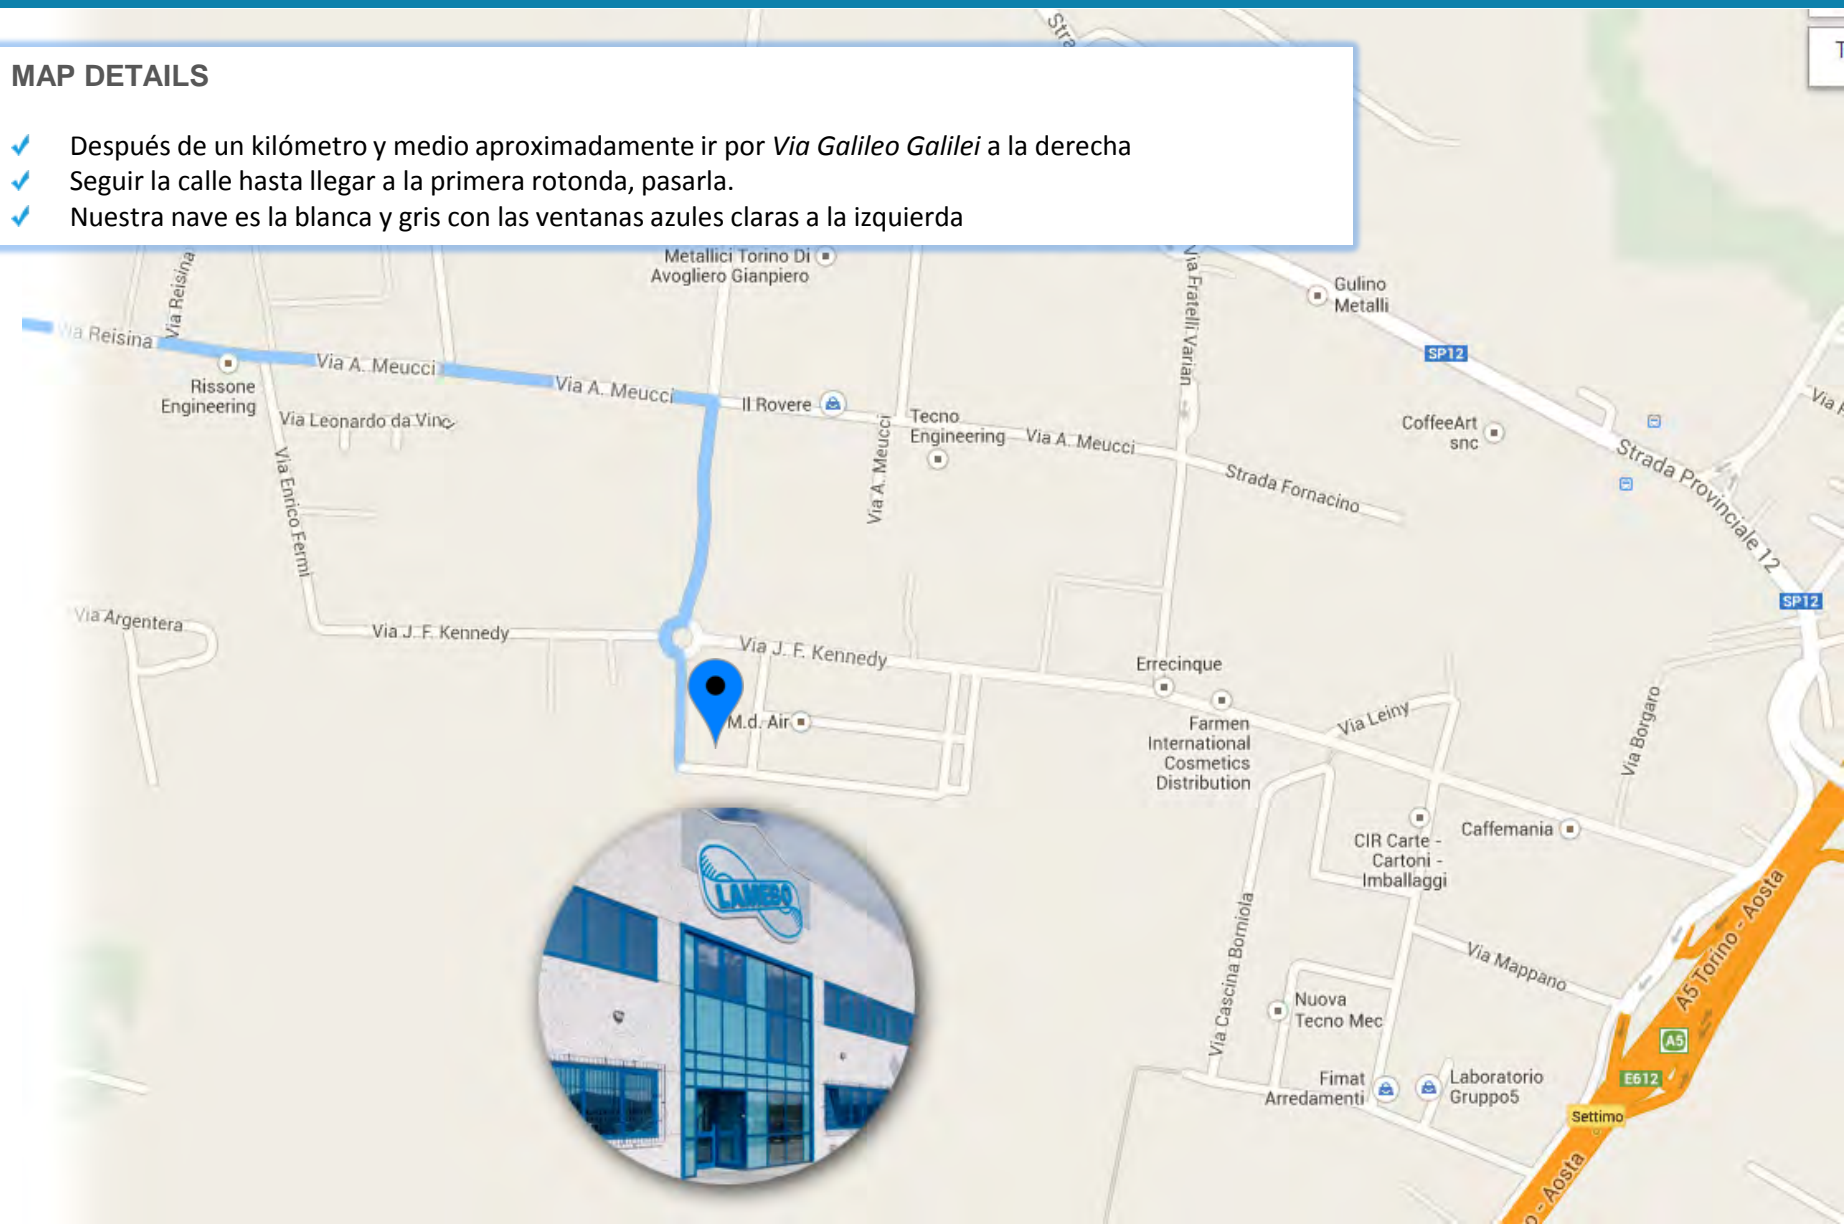 Stra
T
MAP DETAILS
Después de un kilómetro y medio aproximadamente ir por Via Galileo Galilei a la derecha
Seguir la calle hasta llegar a la primera rotonda, pasarla.
Nuestra nave es la blanca y gris con las ventanas azules claras a la izquierda
Metallici Torino Di
Avogliero Gianpiero
Via Reisina
Via Fratelli Varian
Gulino
Metalli
Via Reisina
SP12
Via A. Meucci
Rissone
Engineering
Via A. Meucci
Il Rovere
Via Leonardo da Vinc
Tecno
Engineering
Via A. Meucci
Via A. Meucci
CoffeeArt
snc
Strada Fornacino
Strada Provinciale 12
Via Enrico Fermi
SP12
Via Argentera
Via J. F. Kennedy
Via J. F. Kennedy
Errecinque
M.d. Air
Farmen
International
Cosmetics
Distribution
Via Leiny
Via Borgaro
CIR Carte -
Cartoni -
Imballaggi
Caffemania
LAMEBO
Via Cascina Borniola
Via Mappano
A5 Torino - Aosta
Nuova
Tecno Mec
A5
E612
Fimat
Arredamenti
Laboratorio
Gruppo5
Settimo
o - Aosta